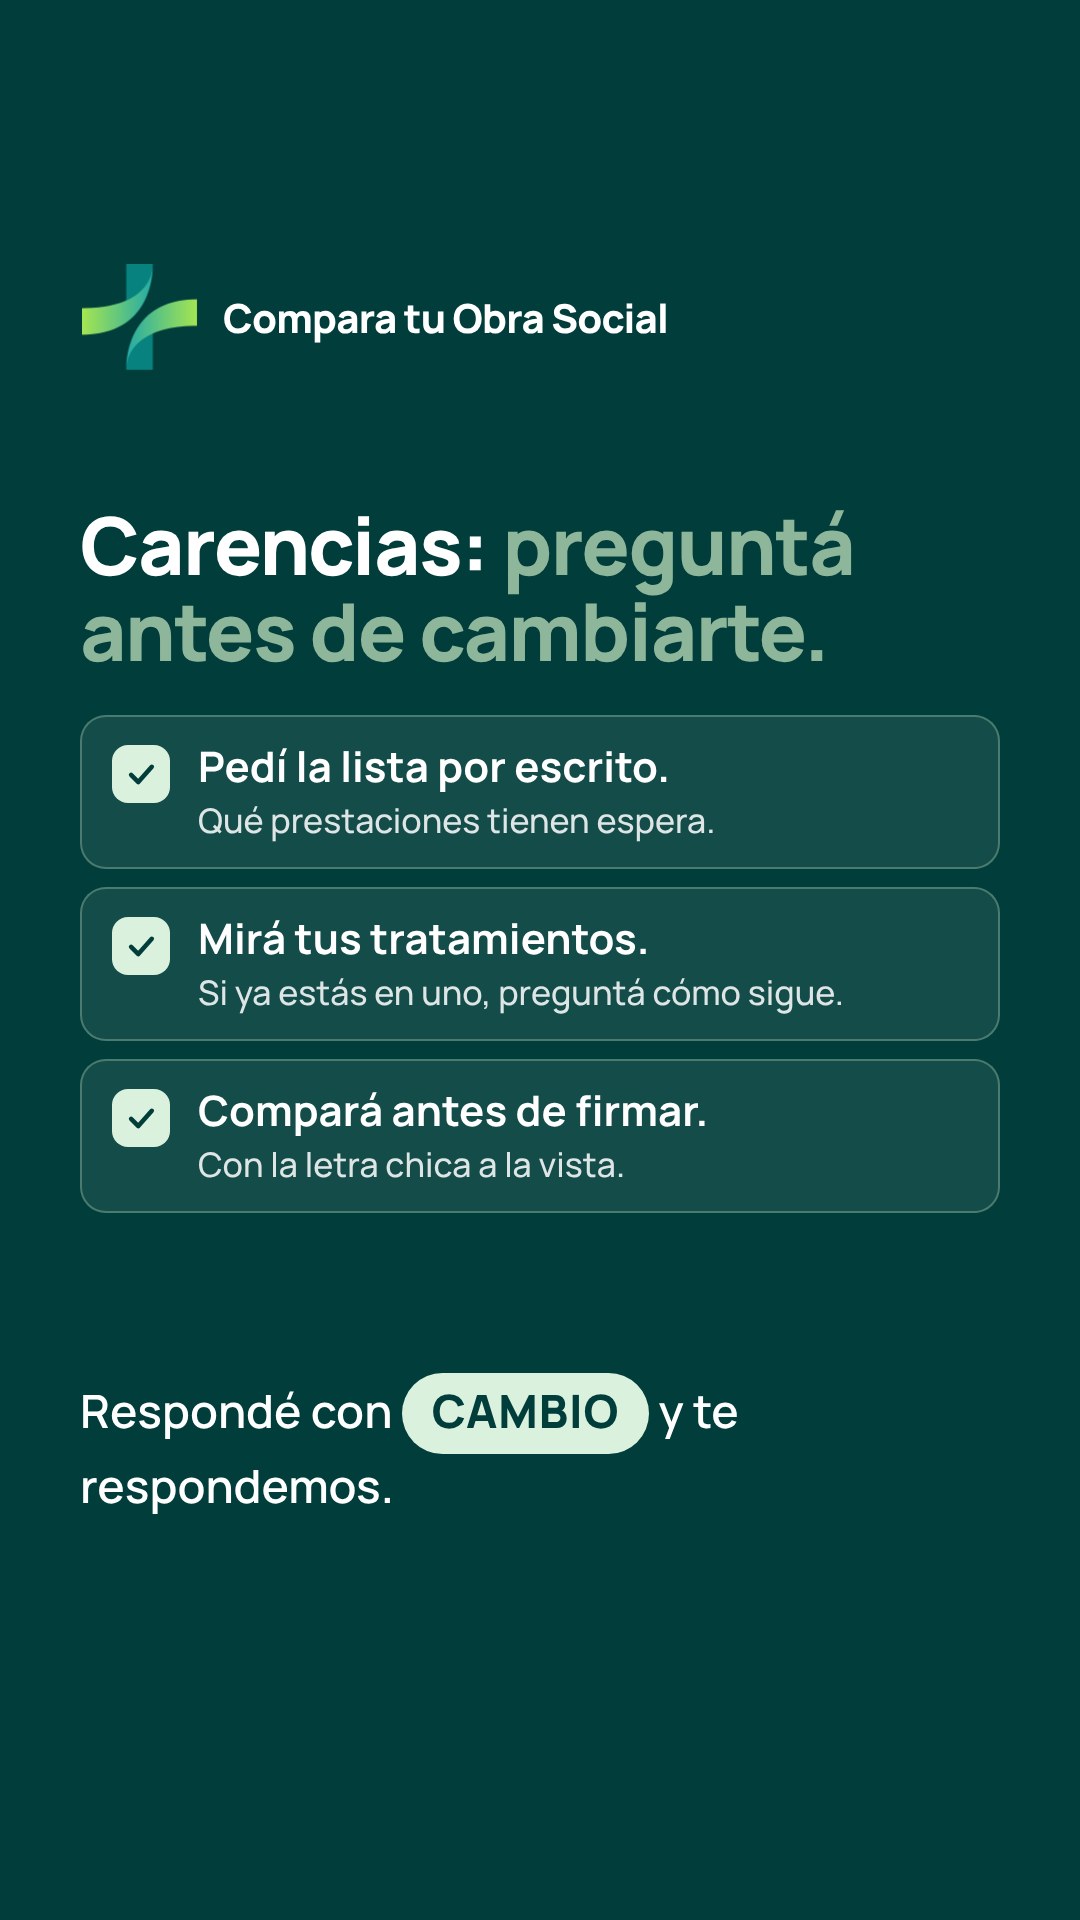 Compara tu Obra Social
Carencias: preguntá
antes de cambiarte.
Pedí la lista por escrito.
Qué prestaciones tienen espera.
Mirá tus tratamientos.
Si ya estás en uno, preguntá cómo sigue.
Compará antes de firmar.
Con la letra chica a la vista.
Respondé con CAMBIO y te
respondemos.